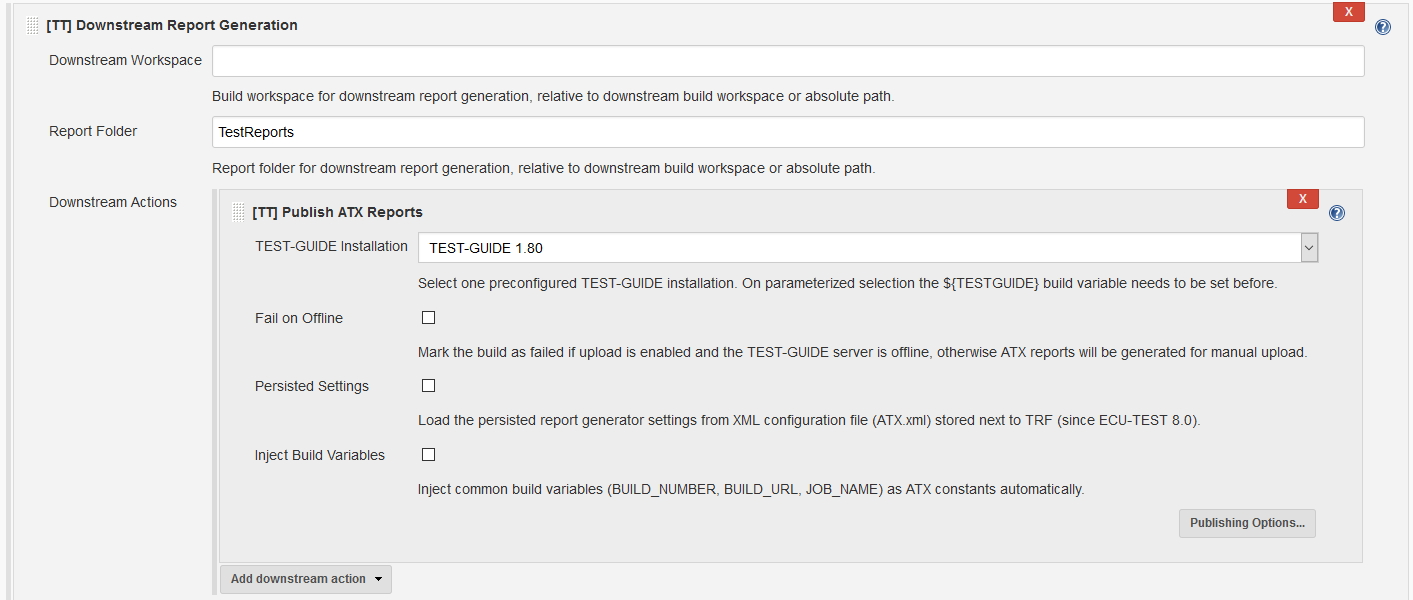 [TT] Downstream Report Generation
X
?
Downstream Workspace
Build workspace for downstream report generation, relative to downstream build workspace or absolute path.
Report Folder
TestReports
Report folder for downstream report generation, relative to downstream build workspace or absolute path.
Downstream Actions
[TT] Publish ATX Reports
X
?
TEST-GUIDE Installation
TEST-GUIDE 1.80
Select one preconfigured TEST-GUIDE installation. On parameterized selection the ${TESTGUIDE} build variable needs to be set before.
Fail on Offline
Mark the build as failed if upload is enabled and the TEST-GUIDE server is offline, otherwise ATX reports will be generated for manual upload.
Persisted Settings
Load the persisted report generator settings from XML configuration file (ATX.xml) stored next to TRF (since ECU-TEST 8.0).
Inject Build Variables
Inject common build variables (BUILD_NUMBER, BUILD_URL, JOB_NAME) as ATX constants automatically.
Publishing Options...
Add downstream action